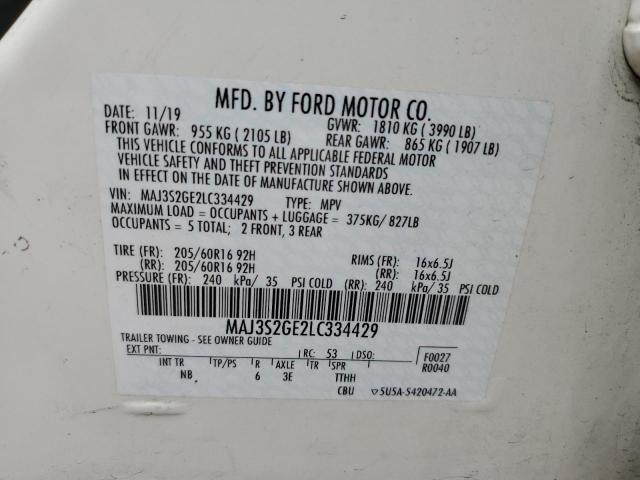 MFD. BY FORD MOTOR CO.
DATE: 11/19 GVWR: 1810 KG ( 3990 LB)
FRONT GAWR: 955 KG ( 2105 LB) REAR GAWR: 865 KG ( 1907 LB)
THIS VEHICLE CONFORMS TO ALL APPLICABLE FEDERAL MOTOR
VEHICLE SAFETY AND THEFT PREVENTION STANDARDS
IN EFFECT ON THE DATE OF MANUFACTURE SHOWN ABOVE.
VIN: MAJ3S2GE2LC334429 TYPE: MPV
MAXIMUM LOAD = OCCUPANTS + LUGGAGE = 375KG/ 827LB
OCCUPANTS = 5 TOTAL; 2 FRONT, 3 REAR
TIRE (FR): 205/60R16 92H RIMS (FR): 16x6.5J
(RR): 205/60R16 92H (RR): 16x6.5J
PRESSURE (FR): 240 kPa/ 35 PSI COLD (RR): 240 kPa/ 35 PSI COLD
MAJ3S2GE2LC334429
TRAILER TOWING - SEE OWNER GUIDE
EXT PNT: RC: 53 DSO: F0027
R0040
INT TR TP/PS R AXLE TR SPR
NB 6 3E TTHH
CBU 5U5A-5420472-AA